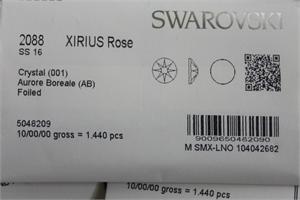 SWAROVSKI
2088 XIRIUS Rose
SS 16
Crystal (001)
Aurore Boreale (AB)
Foiled
5048209
10/00/00 gross = 1,440 pcs
9009650462090
M SMX-LNO 104042682
10/00/00 gross = 1,440 pcs